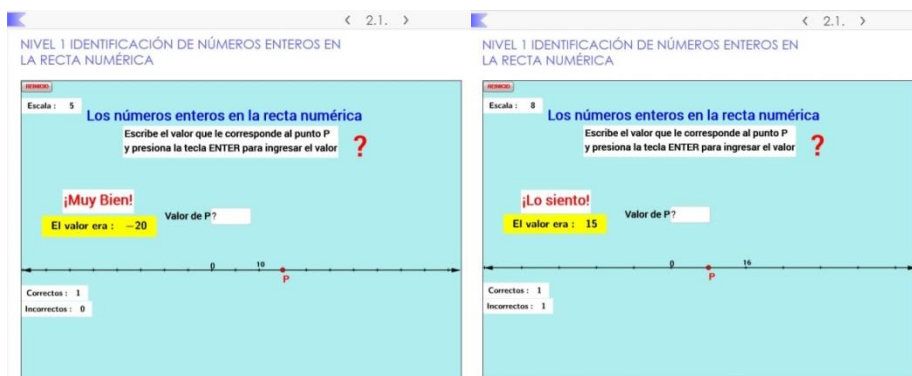 2.1.
NIVEL 1 IDENTIFICACIÓN DE NÚMEROS ENTEROS EN
LA RECTA NUMÉRICA
REINICIO
Escala : 5
Los números enteros en la recta numérica
Escribe el valor que le corresponde al punto P
y presiona la tecla ENTER para ingresar el valor
?
¡Muy Bien!
El valor era : −20
Valor de P?
0 10
P
Correctos : 1
Incorrectos : 0
2.1.
NIVEL 1 IDENTIFICACIÓN DE NÚMEROS ENTEROS EN
LA RECTA NUMÉRICA
REINICIO
Escala : 8
Los números enteros en la recta numérica
Escribe el valor que le corresponde al punto P
y presiona la tecla ENTER para ingresar el valor
?
¡Lo siento!
El valor era : 15
Valor de P?
0 16
P
Correctos : 1
Incorrectos : 1